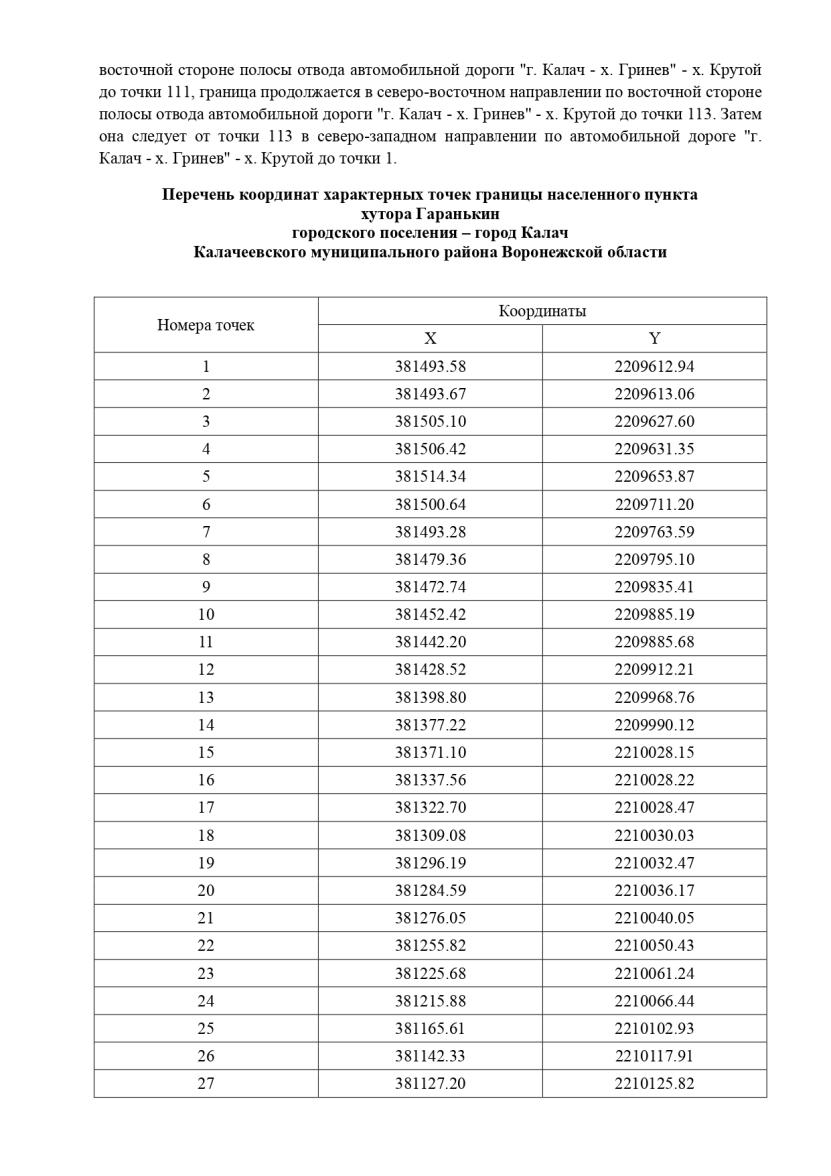 восточной стороне полосы отвода автомобильной дороги "г. Калач - х. Гринев" - х. Крутой
до точки 111, граница продолжается в северо-восточном направлении по восточной стороне
полосы отвода автомобильной дороги "г. Калач - х. Гринев" - х. Крутой до точки 113. Затем
она следует от точки 113 в северо-западном направлении по автомобильной дороге "г.
Калач - х. Гринев" - х. Крутой до точки 1.
Перечень координат характерных точек границы населенного пункта
хутора Гаранькин
городского поселения – город Калач
Калачеевского муниципального района Воронежской области
Номера точек Координаты
X Y
1 381493.58 2209612.94
2 381493.67 2209613.06
3 381505.10 2209627.60
4 381506.42 2209631.35
5 381514.34 2209653.87
6 381500.64 2209711.20
7 381493.28 2209763.59
8 381479.36 2209795.10
9 381472.74 2209835.41
10 381452.42 2209885.19
11 381442.20 2209885.68
12 381428.52 2209912.21
13 381398.80 2209968.76
14 381377.22 2209990.12
15 381371.10 2210028.15
16 381337.56 2210028.22
17 381322.70 2210028.47
18 381309.08 2210030.03
19 381296.19 2210032.47
20 381284.59 2210036.17
21 381276.05 2210040.05
22 381255.82 2210050.43
23 381225.68 2210061.24
24 381215.88 2210066.44
25 381165.61 2210102.93
26 381142.33 2210117.91
27 381127.20 2210125.82